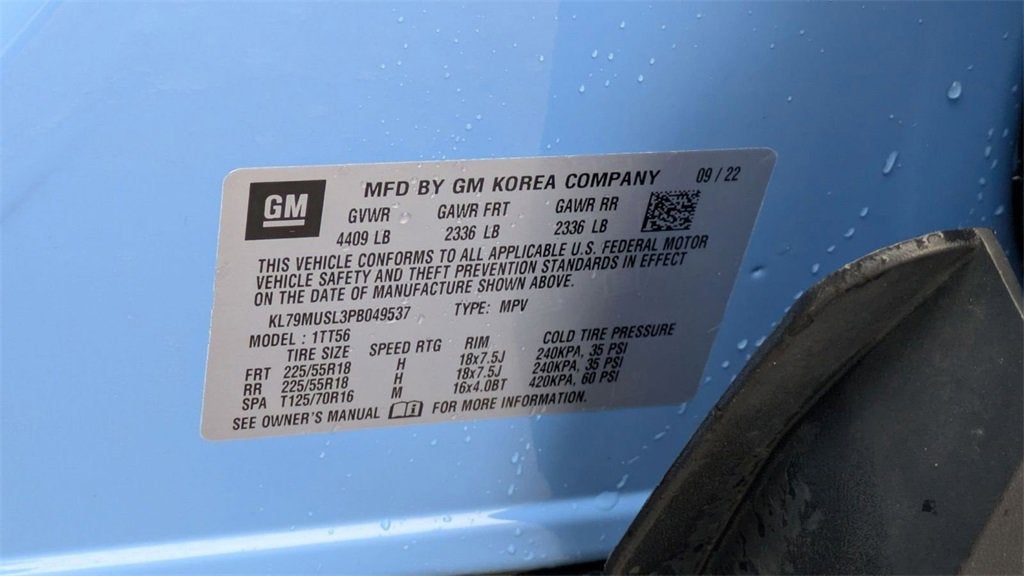 GM
MFD BY GM KOREA COMPANY 09 / 22
GVWR GAWR FRT GAWR RR
4409 LB 2336 LB 2336 LB
THIS VEHICLE CONFORMS TO ALL APPLICABLE U.S. FEDERAL MOTOR
VEHICLE SAFETY AND THEFT PREVENTION STANDARDS IN EFFECT
ON THE DATE OF MANUFACTURE SHOWN ABOVE.
KL79MUSL3PB049537 TYPE: MPV
MODEL : 1TT56
TIRE SIZE SPEED RTG RIM COLD TIRE PRESSURE
FRT 225/55R18 H 18x7.5J 240KPA, 35 PSI
RR 225/55R18 H 18x7.5J 240KPA, 35 PSI
SPA T125/70R16 M 16x4.0BT 420KPA, 60 PSI
SEE OWNER'S MANUAL FOR MORE INFORMATION.